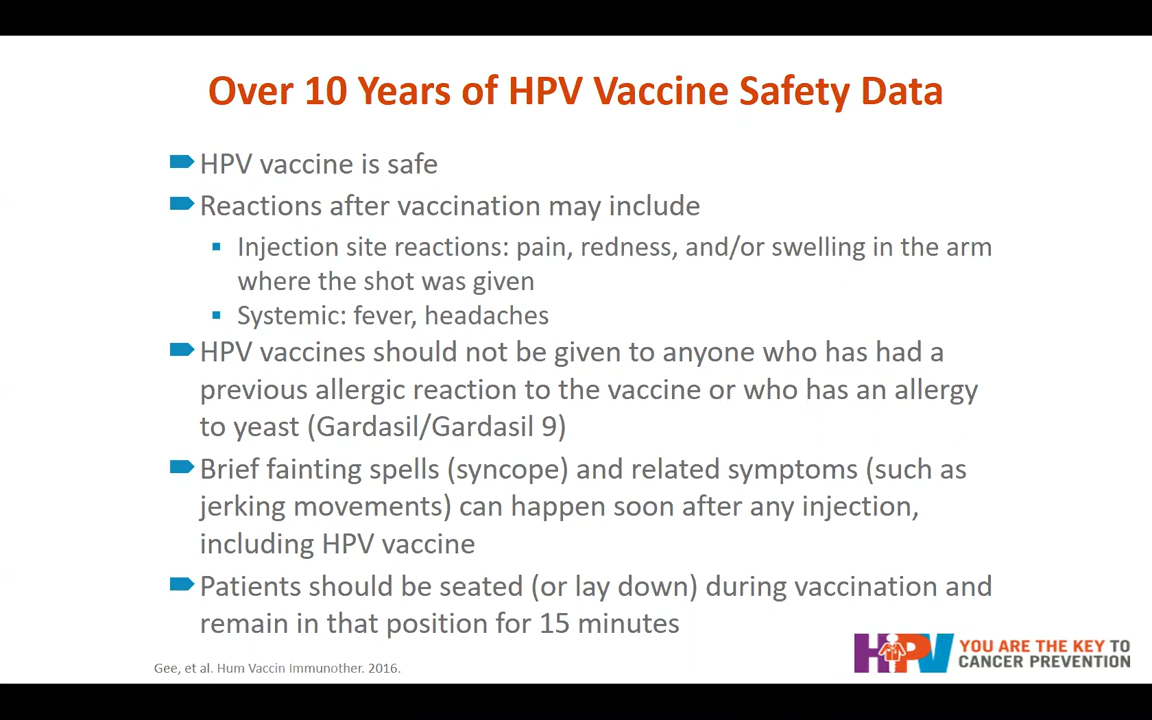 Over 10 Years of HPV Vaccine Safety Data
HPV vaccine is safe
Reactions after vaccination may include
Injection site reactions: pain, redness, and/or swelling in the arm
where the shot was given
Systemic: fever, headaches
HPV vaccines should not be given to anyone who has had a
previous allergic reaction to the vaccine or who has an allergy
to yeast (Gardasil/Gardasil 9)
Brief fainting spells (syncope) and related symptoms (such as
jerking movements) can happen soon after any injection,
including HPV vaccine
Patients should be seated (or lay down) during vaccination and
remain in that position for 15 minutes
HPV
YOU ARE THE KEY TO
CANCER PREVENTION
Gee, et al. Hum Vaccin Immunother. 2016.